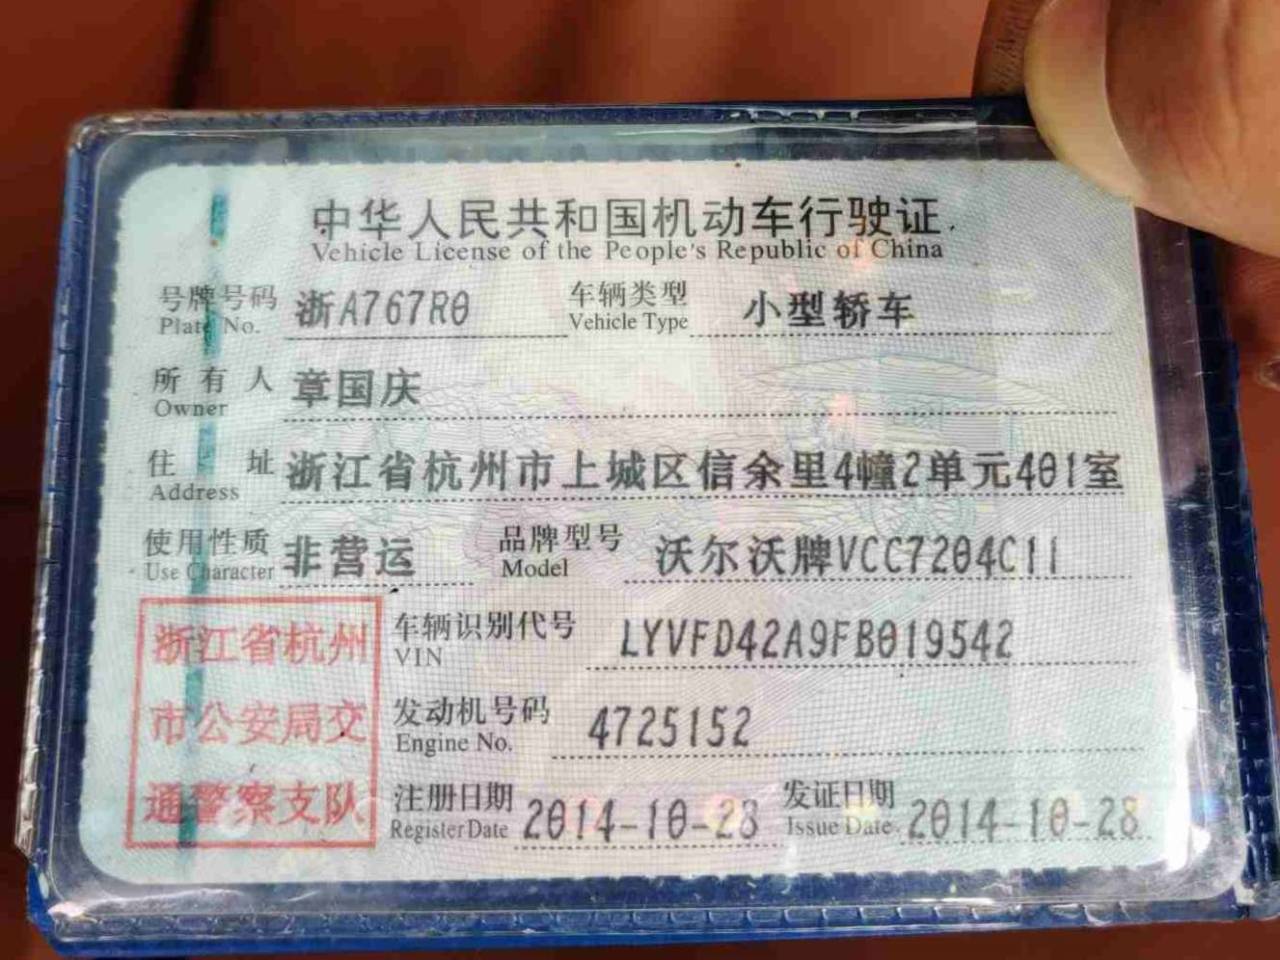 中华人民共和国机动车行驶证
Vehicle License of the People's Republic of China
号牌号码 浙A767R0 车辆类型 小型轿车
Plate No. Vehicle Type
所有人 章国庆
Owner
住址 浙江省杭州市上城区信余里4幢2单元401室
Address
使用性质 非营运 品牌型号 沃尔沃牌VCC7204C11
Use Character Model
浙江省杭州
市公安局交
通警察支队
车辆识别代号 LYVFD42A9FB019542
VIN
发动机号码 4725152
Engine No.
注册日期 2014-10-28 发证日期 2014-10-28
Register Date Issue Date